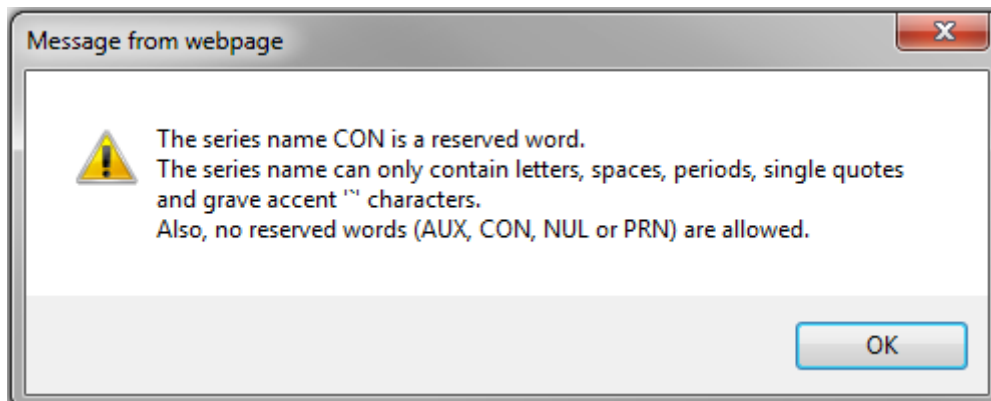 Message from webpage
The series name CON is a reserved word.
The series name can only contain letters, spaces, periods, single quotes
and grave accent '`' characters.
Also, no reserved words (AUX, CON, NUL or PRN) are allowed.
OK